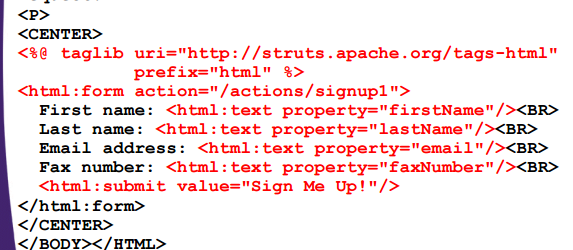 <P>
<CENTER>
<%@ taglib uri="http://struts.apache.org/tags-html"
prefix="html" %>
<html:form action="/actions/signup1">
First name: <html:text property="firstName"/><BR>
Last name: <html:text property="lastName"/><BR>
Email address: <html:text property="email"/><BR>
Fax number: <html:text property="faxNumber"/><BR>
<html:submit value="Sign Me Up!"/>
</html:form>
</CENTER>
</BODY></HTML>